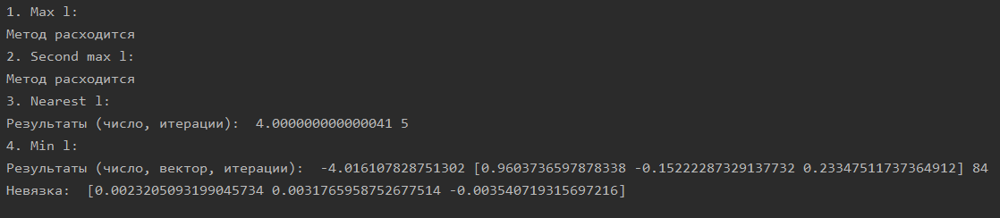 1. Max l:
Метод расходится
2. Second max l:
Метод расходится
3. Nearest l:
Результаты (число, итерации):  4.000000000000041 5
4. Min l:
Результаты (число, вектор, итерации):  -4.016107828751302 [0.9603736597878338 -0.15222287329137732 0.23347511737364912] 84
Невязка:  [0.0023205093199045734 0.0031765958752677514 -0.003540719315697216]